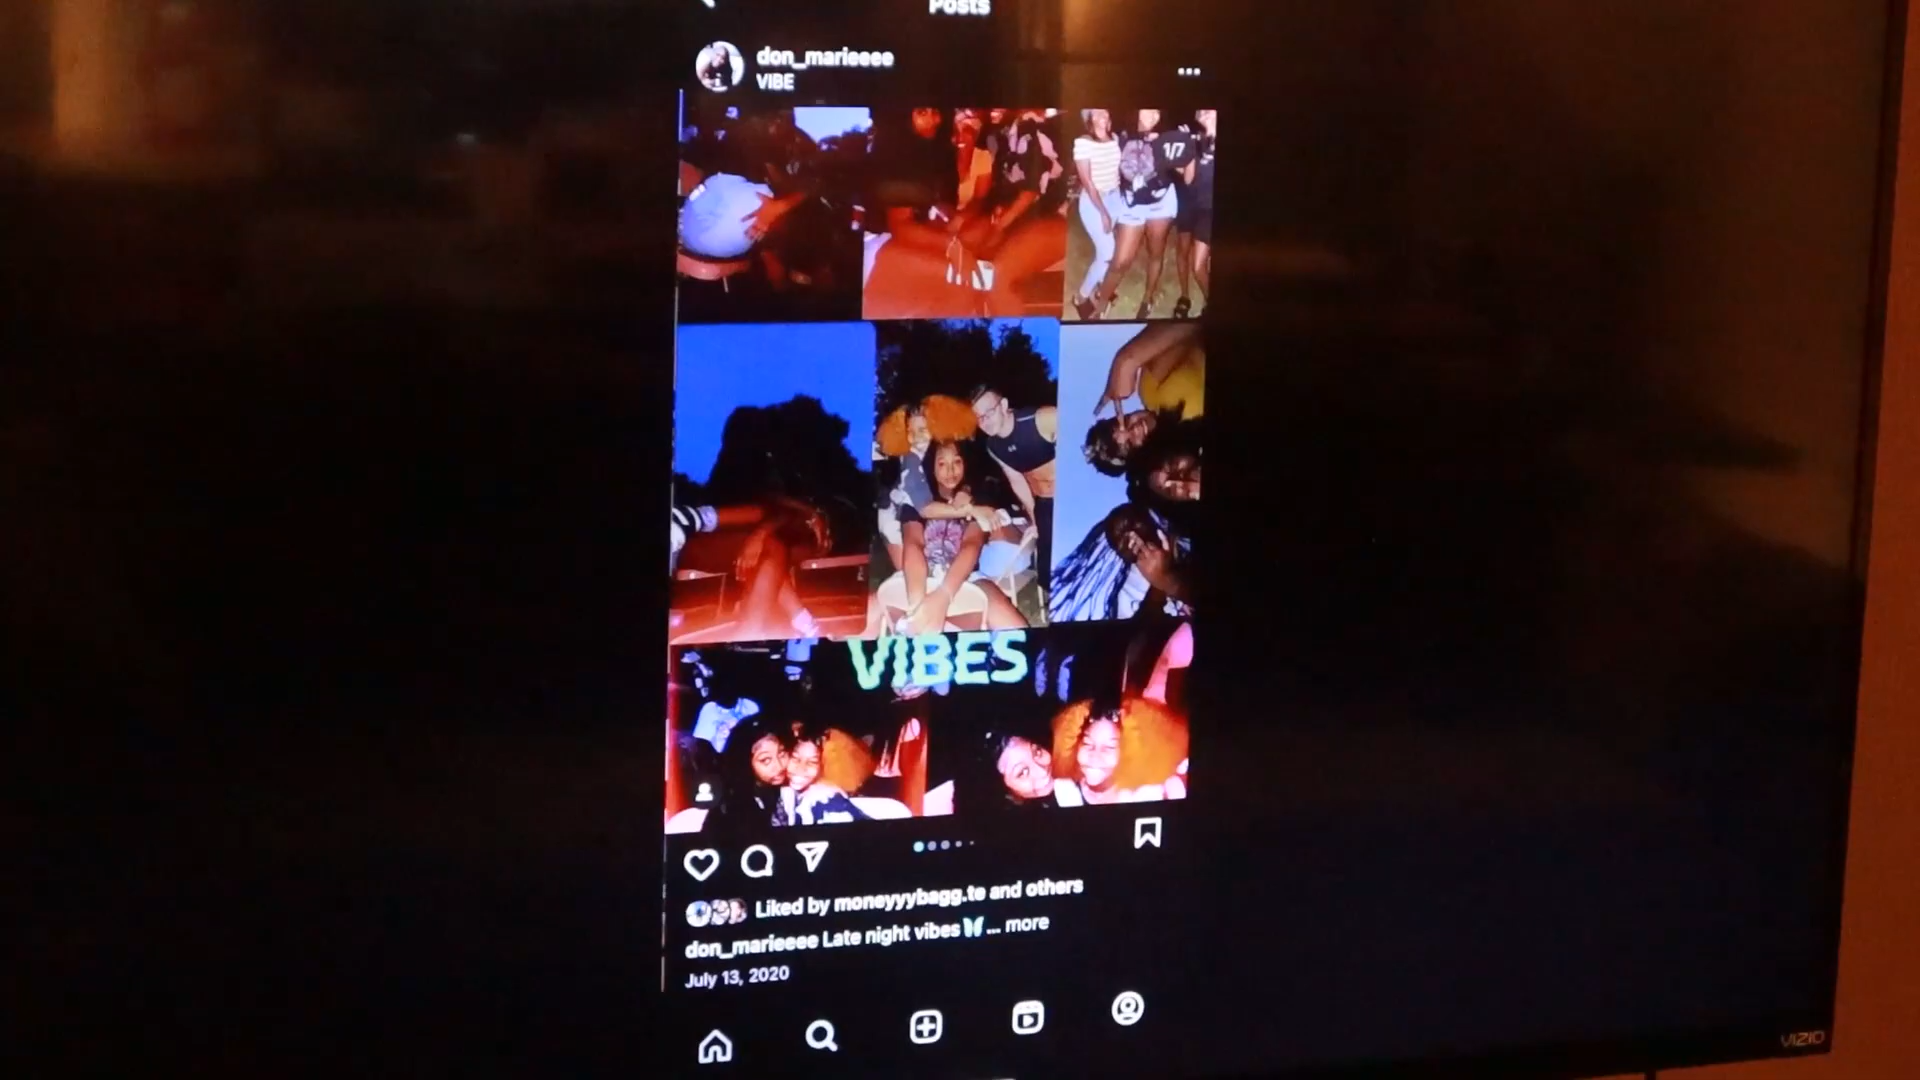 Posts
don_marieeee
VIBE
1/7
VIBES
Liked by moneyyybagg.te and others
don_marieeee Late night vibes🦋... more
July 13, 2020
VIZIO